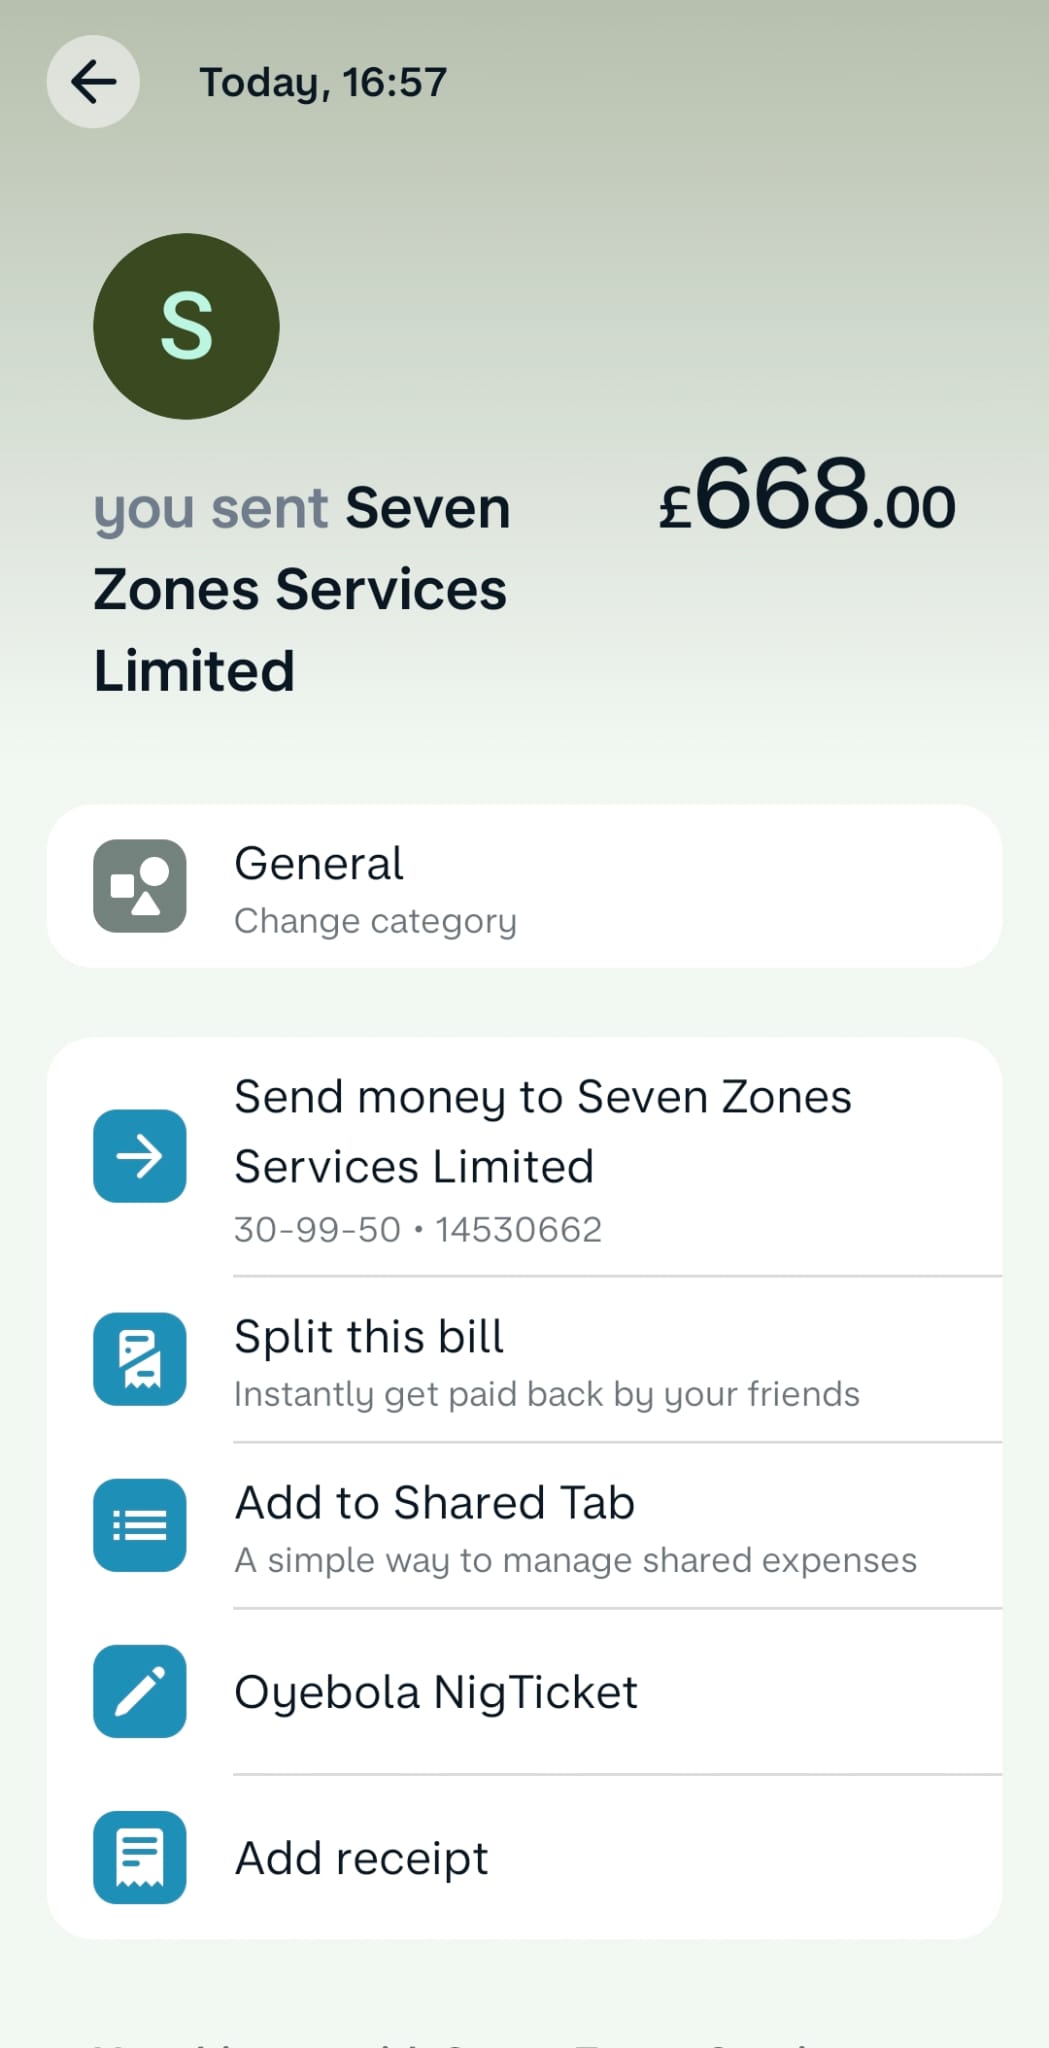 Today, 16:57
S
you sent Seven Zones Services Limited
£668.00
General
Change category
Send money to Seven Zones Services Limited
30-99-50 • 14530662
Split this bill
Instantly get paid back by your friends
Add to Shared Tab
A simple way to manage shared expenses
Oyebola NigTicket
Add receipt